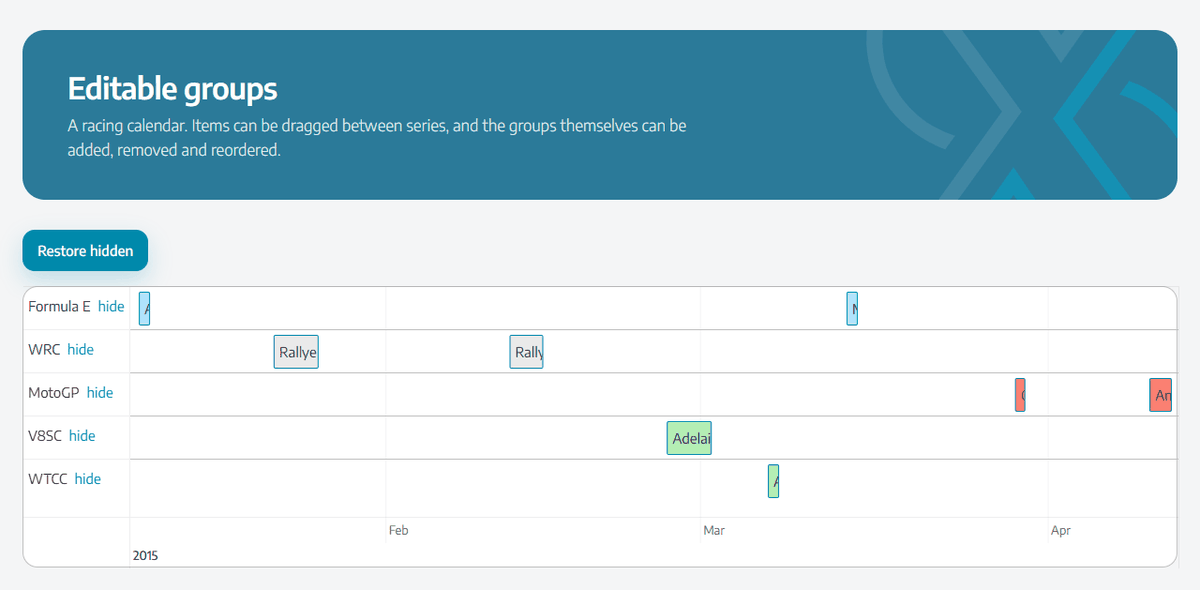 Editable groups
A racing calendar. Items can be dragged between series, and the groups themselves can be
added, removed and reordered.
Restore hidden
Formula E hide
WRC hide
Rallye
MotoGP hide
V8SC hide
WTCC hide
Feb
Mar
Apr
2015